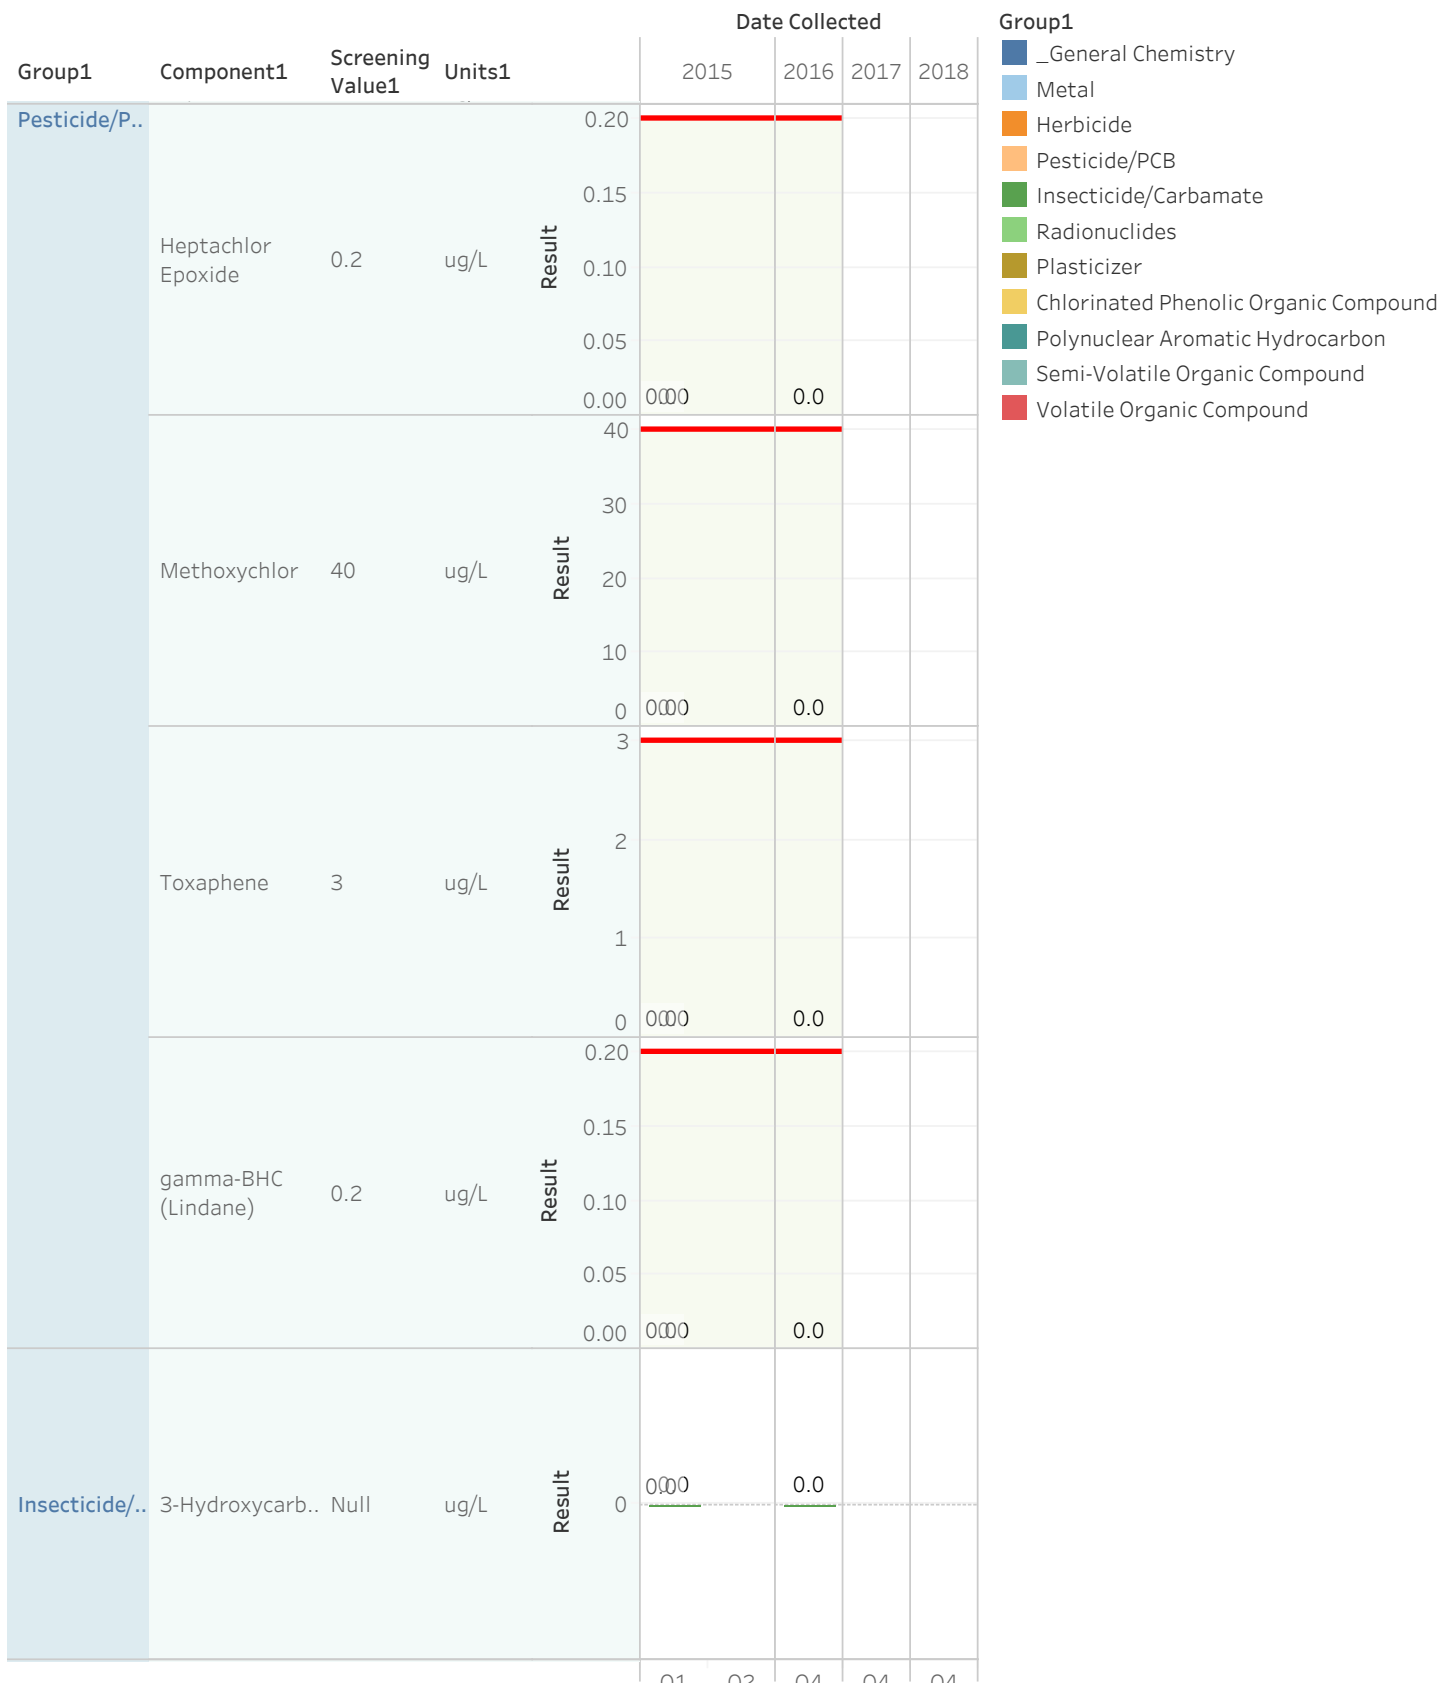 Date Collected
Group1 Component1 Screening Value1 Units1 2015 2016 2017 2018
Pesticide/P..
Heptachlor
Epoxide
0.2
ug/L
Result
0.20
0.15
0.10
0.05
0.00
0.0
Methoxychlor
40
ug/L
Result
40
30
20
10
0
0.0
Toxaphene
3
ug/L
Result
3
2
1
0
0.0
gamma-BHC
(Lindane)
0.2
ug/L
Result
0.20
0.15
0.10
0.05
0.00
0.0
Insecticide/..
3-Hydroxycarb..
Null
ug/L
Result
0
0.0
Group1
_General Chemistry
Metal
Herbicide
Pesticide/PCB
Insecticide/Carbamate
Radionuclides
Plasticizer
Chlorinated Phenolic Organic Compound
Polynuclear Aromatic Hydrocarbon
Semi-Volatile Organic Compound
Volatile Organic Compound